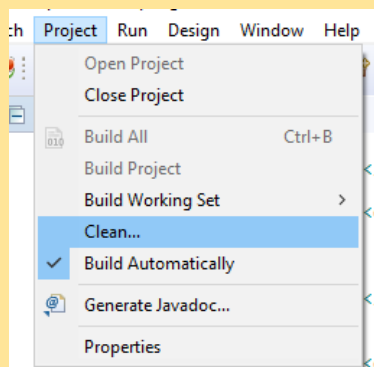 ch Project Run Design Window Help
Open Project
Close Project
010
Build All Ctrl+B
Build Project
Build Working Set >
Clean...
✓ Build Automatically
@ Generate Javadoc...
Properties